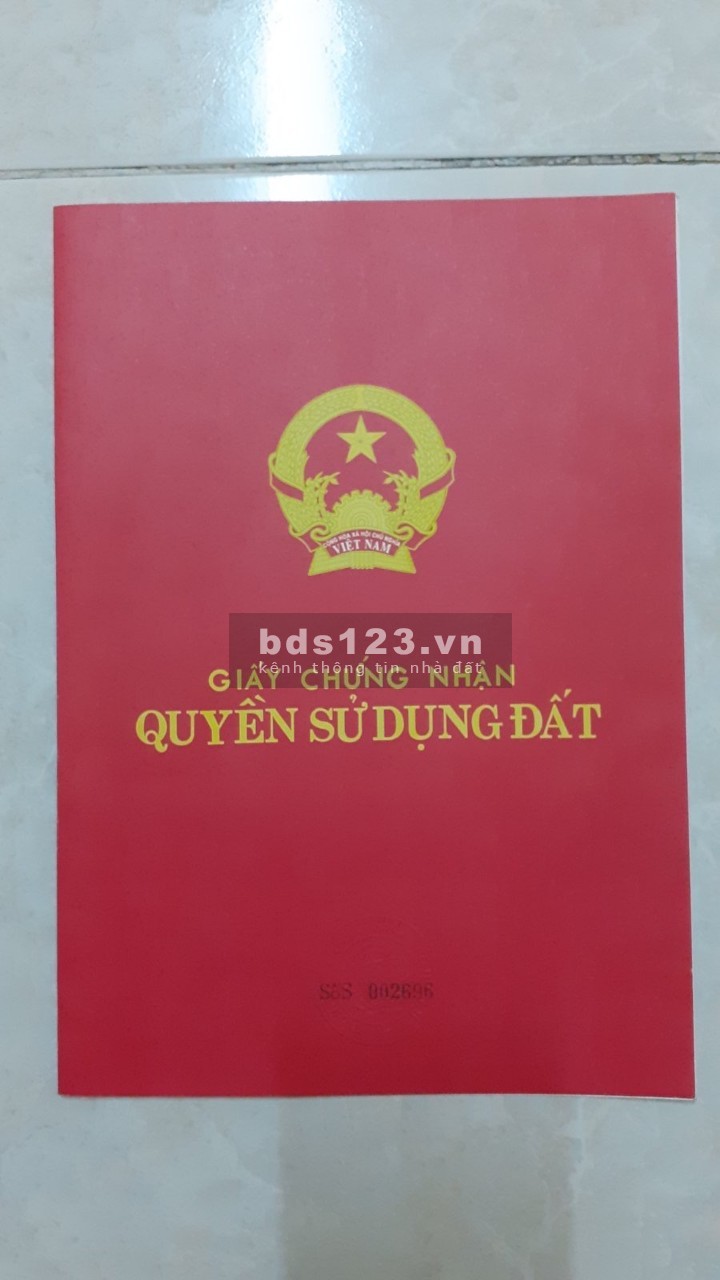 CỘNG HÒA XÃ HỘI CHỦ NGHĨA
VIỆT NAM
bds123.vn
kênh thông tin nhà đất
GIẤY CHỨNG NHẬN
QUYỀN SỬ DỤNG ĐẤT
SốS 002696